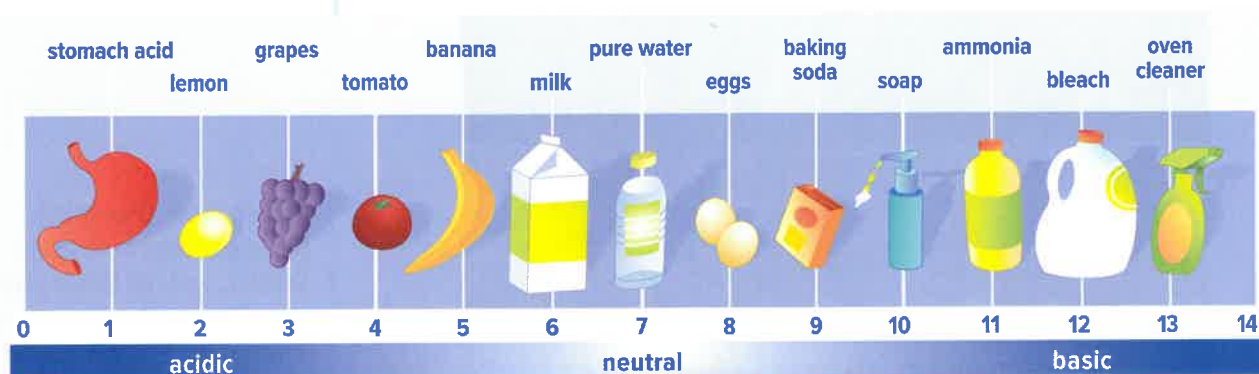 stomach acid
lemon
grapes
tomato
banana
milk
pure water
eggs
baking
soda
soap
ammonia
bleach
oven
cleaner
0 1 2 3 4 5 6 7 8 9 10 11 12 13 14
acidic neutral basic